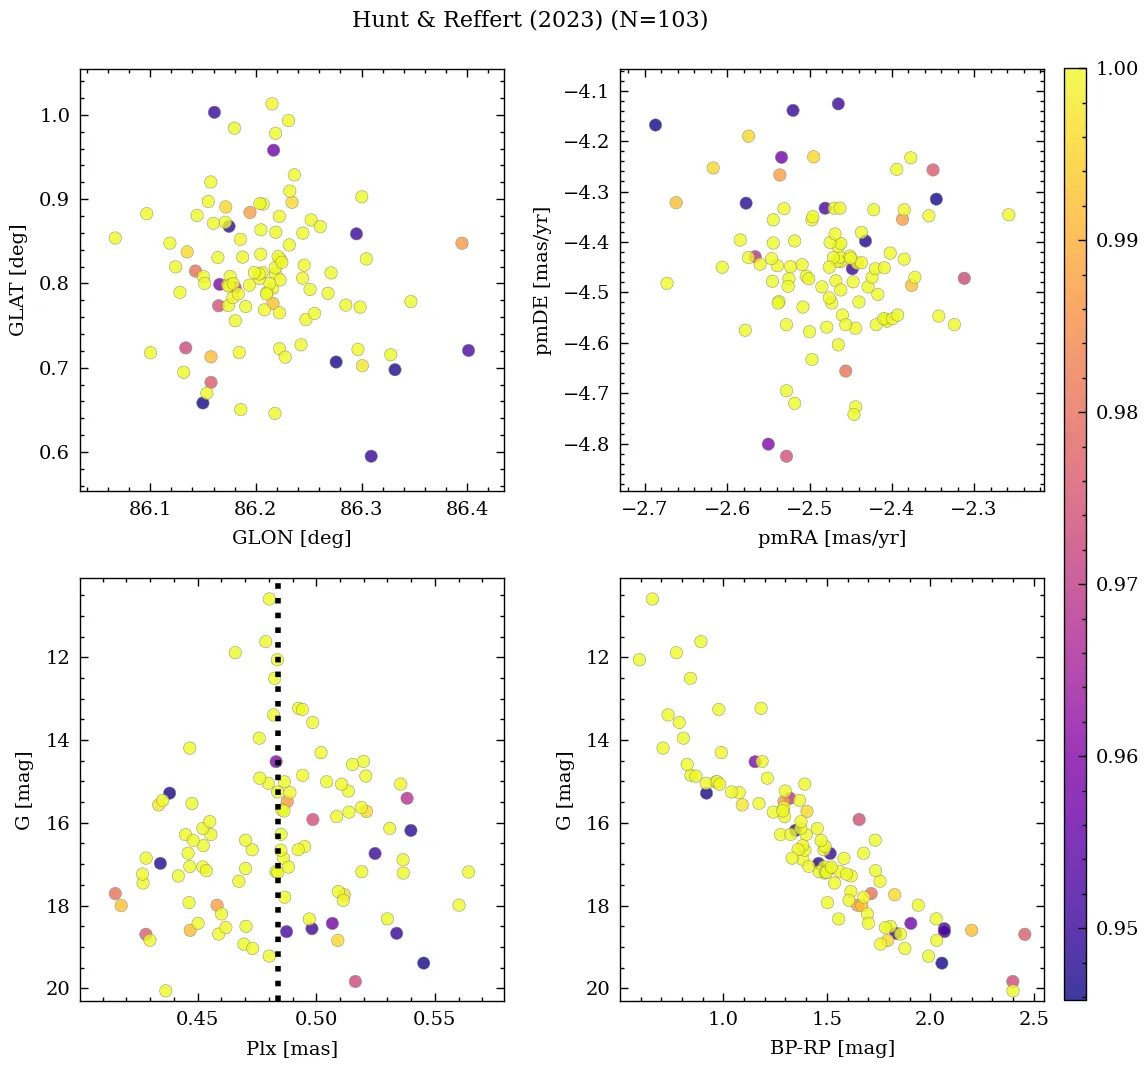 Hunt & Reffert (2023) (N=103)
1.0
0.9
0.8
0.7
0.6
GLAT [deg]
86.1 86.2 86.3 86.4
GLON [deg]
−4.1
−4.2
−4.3
−4.4
−4.5
−4.6
−4.7
−4.8
pmDE [mas/yr]
−2.7 −2.6 −2.5 −2.4 −2.3
pmRA [mas/yr]
12
14
16
18
20
G [mag]
0.45 0.50 0.55
Plx [mas]
12
14
16
18
20
G [mag]
1.0 1.5 2.0 2.5
BP-RP [mag]
1.00
0.99
0.98
0.97
0.96
0.95